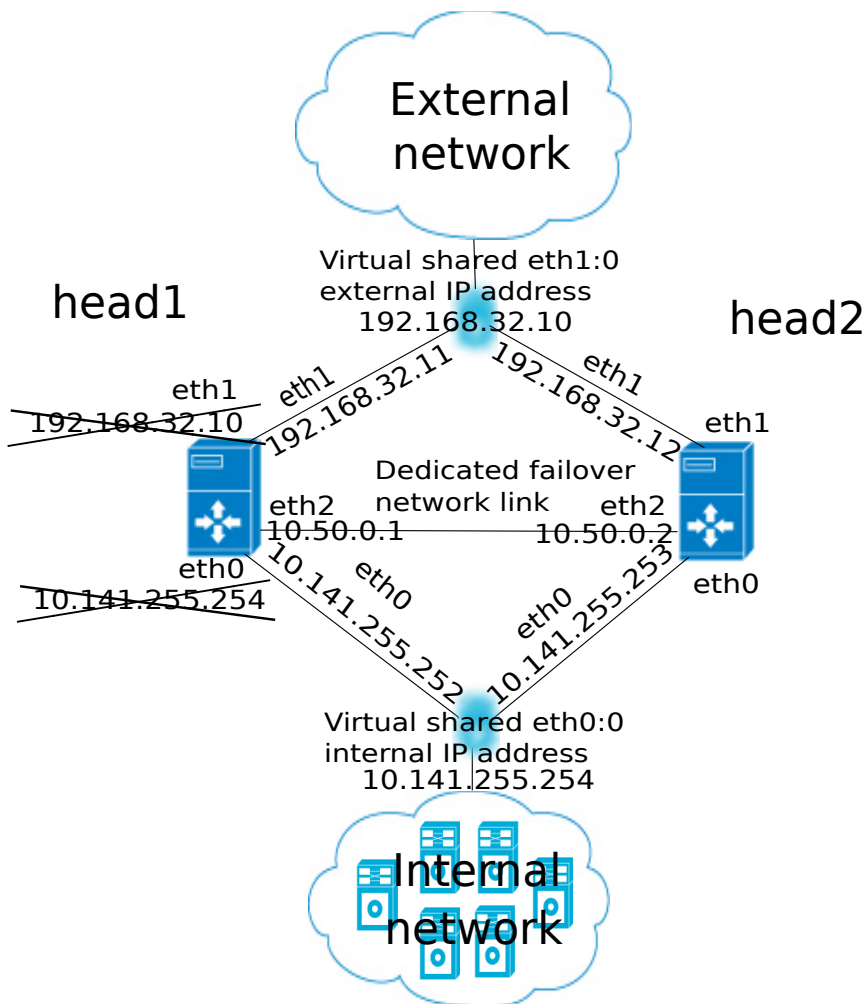 External
network
Virtual shared eth1:0
external IP address
192.168.32.10
head1
head2
eth1
192.168.32.10
eth1
192.168.32.11
eth1
192.168.32.12
eth1
Dedicated failover
network link
eth2
10.50.0.1
eth2
10.50.0.2
eth0
10.141.255.254
eth0
10.141.255.252
eth0
10.141.255.253
eth0
Virtual shared eth0:0
internal IP address
10.141.255.254
Internal
network